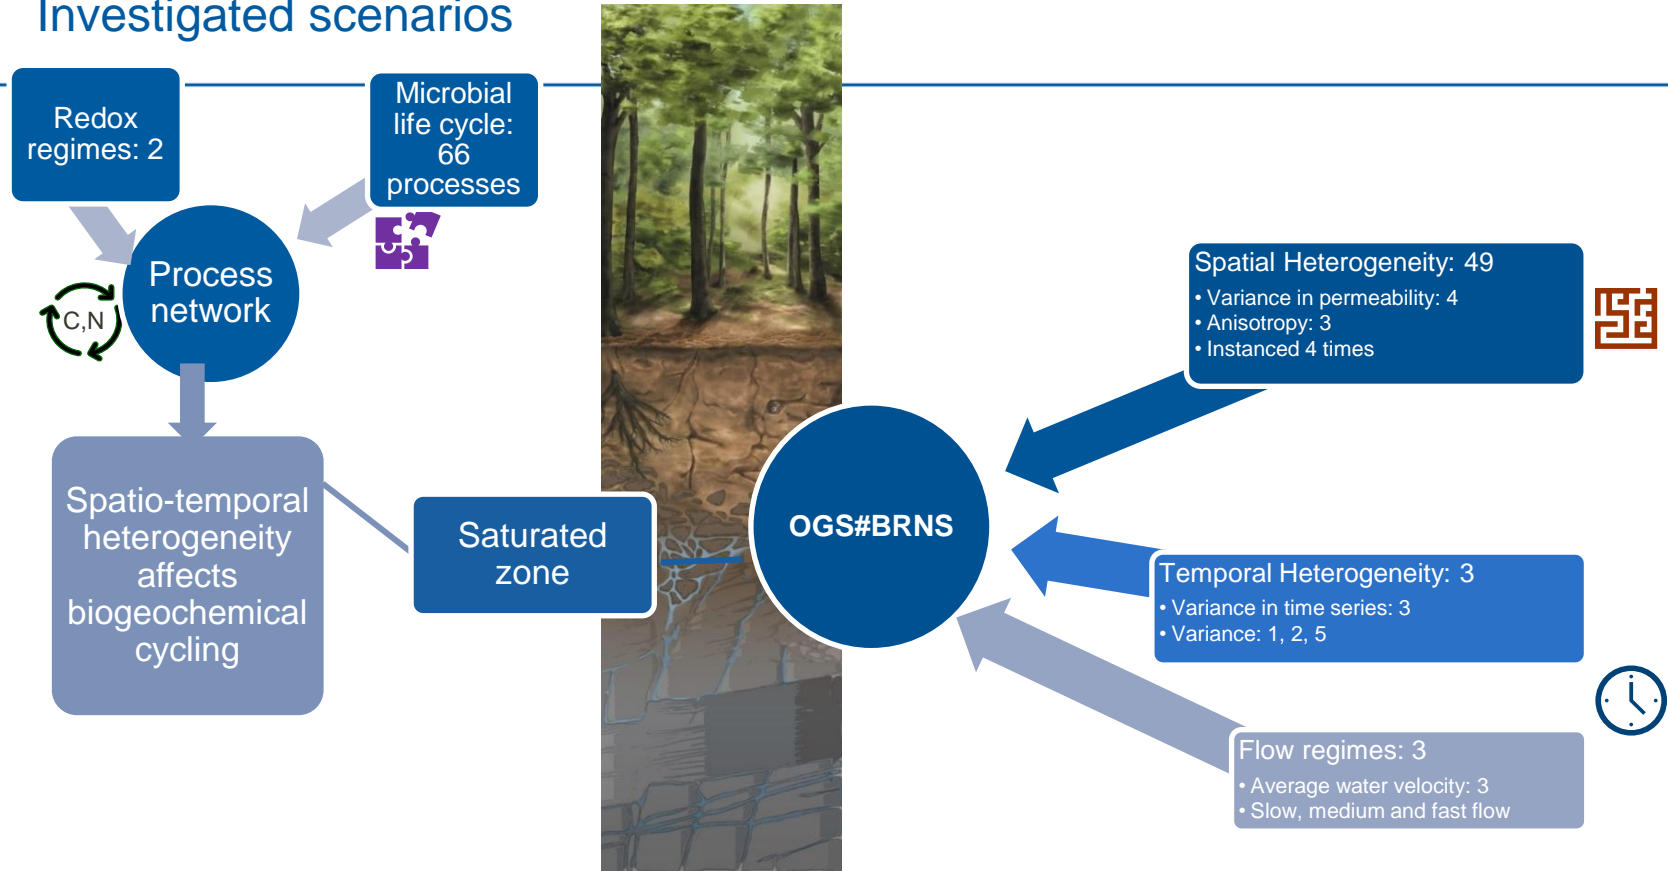 Investigated scenarios
Redox
regimes: 2
Microbial
life cycle:
66
processes
Process
network
C,N
Spatio-temporal
heterogeneity
affects
biogeochemical
cycling
Saturated
zone
OGS#BRNS
Spatial Heterogeneity: 49
• Variance in permeability: 4
• Anisotropy: 3
• Instanced 4 times
Temporal Heterogeneity: 3
• Variance in time series: 3
• Variance: 1, 2, 5
Flow regimes: 3
• Average water velocity: 3
• Slow, medium and fast flow